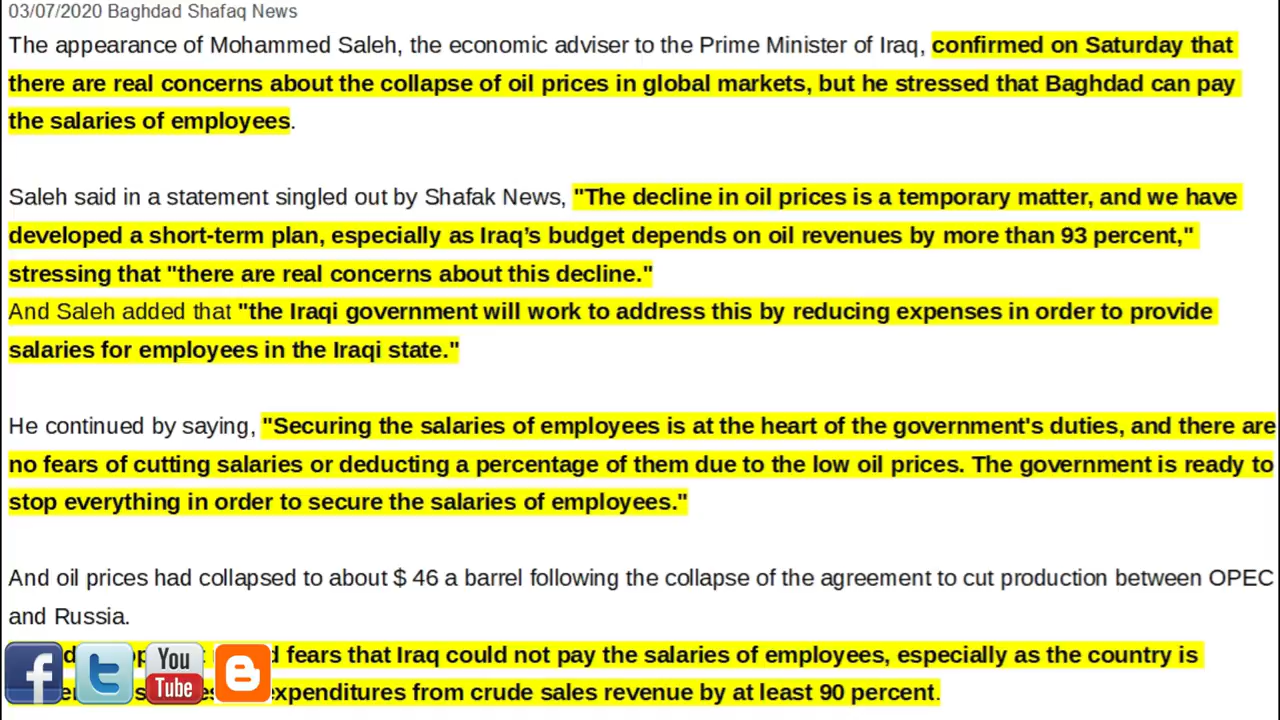 03/07/2020 Baghdad Shafaq News
The appearance of Mohammed Saleh, the economic adviser to the Prime Minister of Iraq, confirmed on Saturday that
there are real concerns about the collapse of oil prices in global markets, but he stressed that Baghdad can pay
the salaries of employees.
Saleh said in a statement singled out by Shafak News, "The decline in oil prices is a temporary matter, and we have
developed a short-term plan, especially as Iraq’s budget depends on oil revenues by more than 93 percent,"
stressing that "there are real concerns about this decline."
And Saleh added that "the Iraqi government will work to address this by reducing expenses in order to provide
salaries for employees in the Iraqi state."
He continued by saying, "Securing the salaries of employees is at the heart of the government's duties, and there are
no fears of cutting salaries or deducting a percentage of them due to the low oil prices. The government is ready to
stop everything in order to secure the salaries of employees."
And oil prices had collapsed to about $ 46 a barrel following the collapse of the agreement to cut production between OPEC
and Russia.
fears that Iraq could not pay the salaries of employees, especially as the country is
expenditures from crude sales revenue by at least 90 percent.
You
Tube